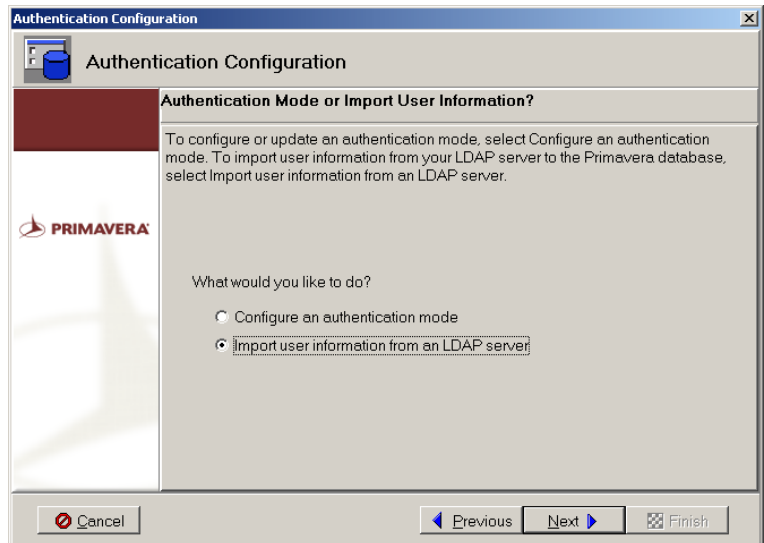 Authentication Configuration
Authentication Configuration
Authentication Mode or Import User Information?
To configure or update an authentication mode, select Configure an authentication
mode. To import user information from your LDAP server to the Primavera database,
select Import user information from an LDAP server.
PRIMAVERA
What would you like to do?
Configure an authentication mode
Import user information from an LDAP server
Cancel
Previous
Next
Finish